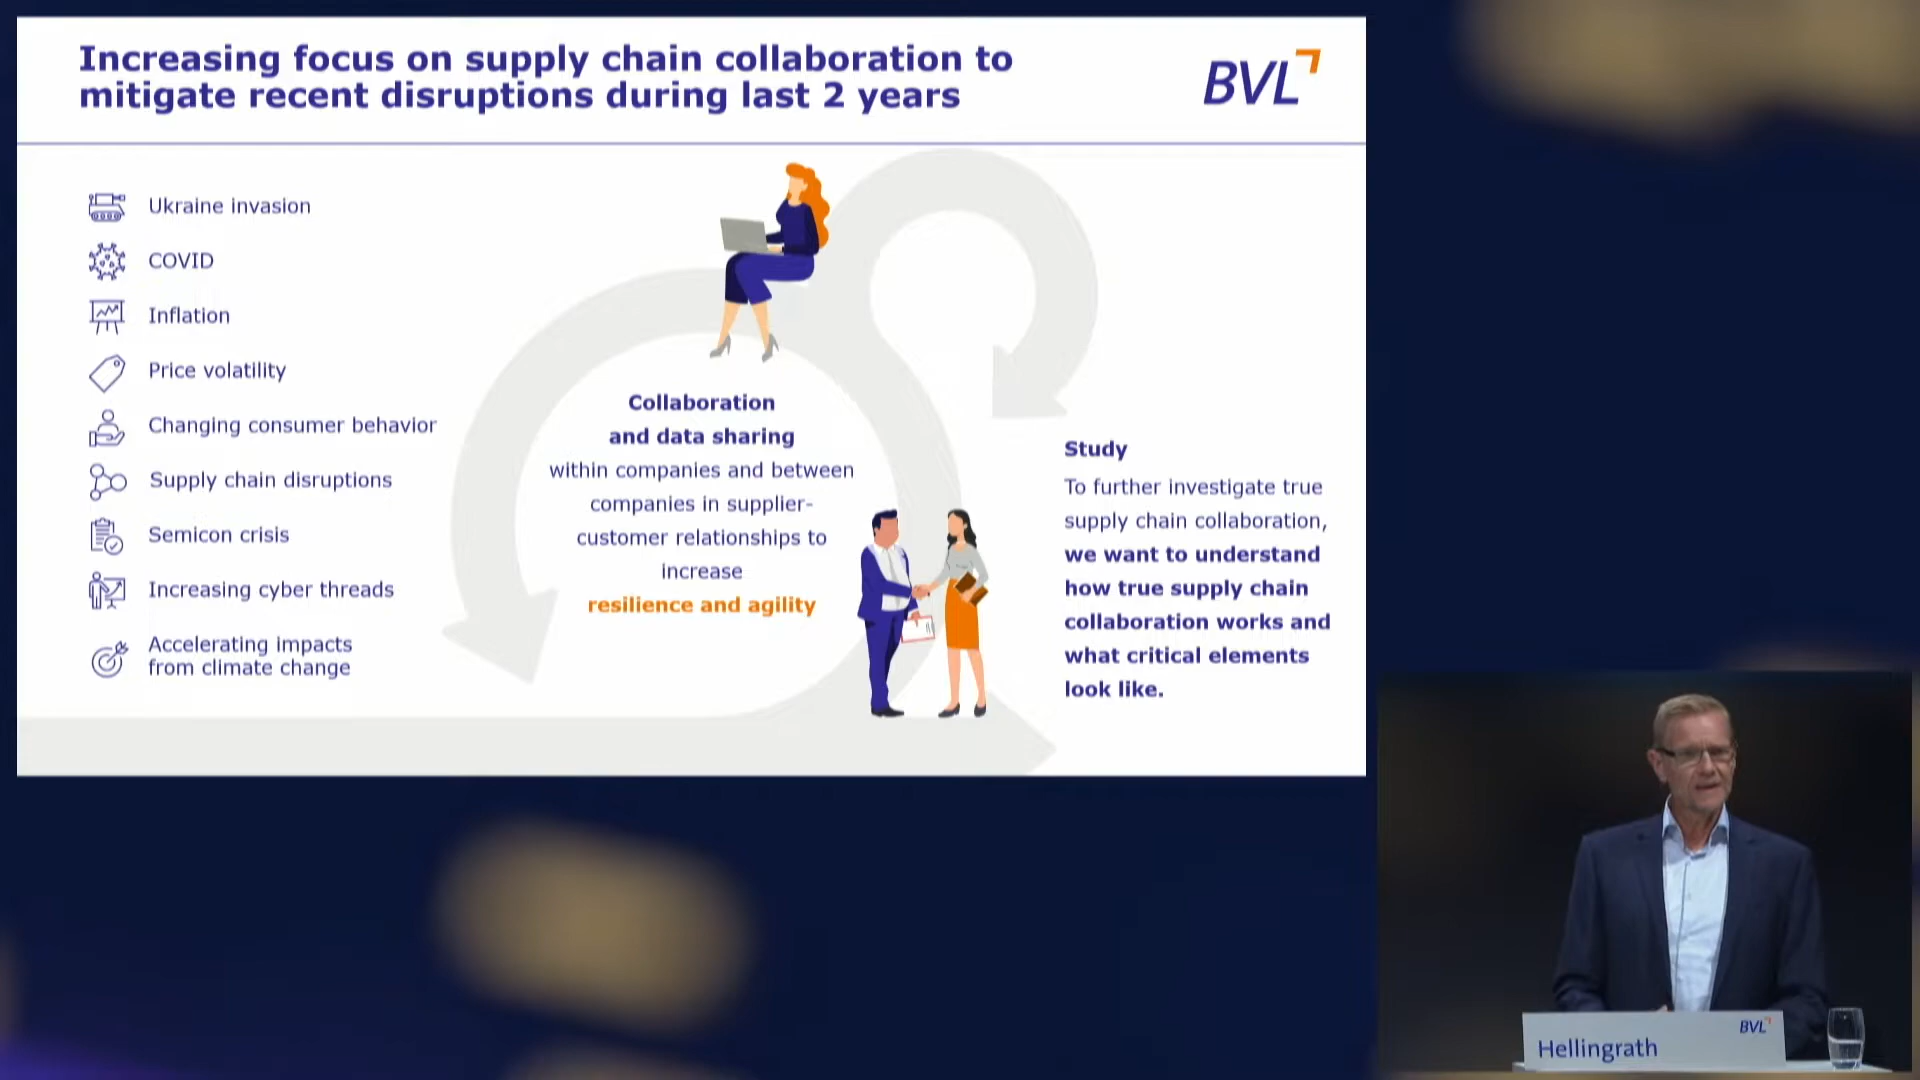 Increasing focus on supply chain collaboration to
mitigate recent disruptions during last 2 years
BVL
Ukraine invasion
COVID
Inflation
Price volatility
Changing consumer behavior
Supply chain disruptions
Semicon crisis
Increasing cyber threads
Accelerating impacts
from climate change
Collaboration
and data sharing
within companies and between
companies in supplier-
customer relationships to
increase
resilience and agility
Study
To further investigate true
supply chain collaboration,
we want to understand
how true supply chain
collaboration works and
what critical elements
look like.
BVL
Hellingrath